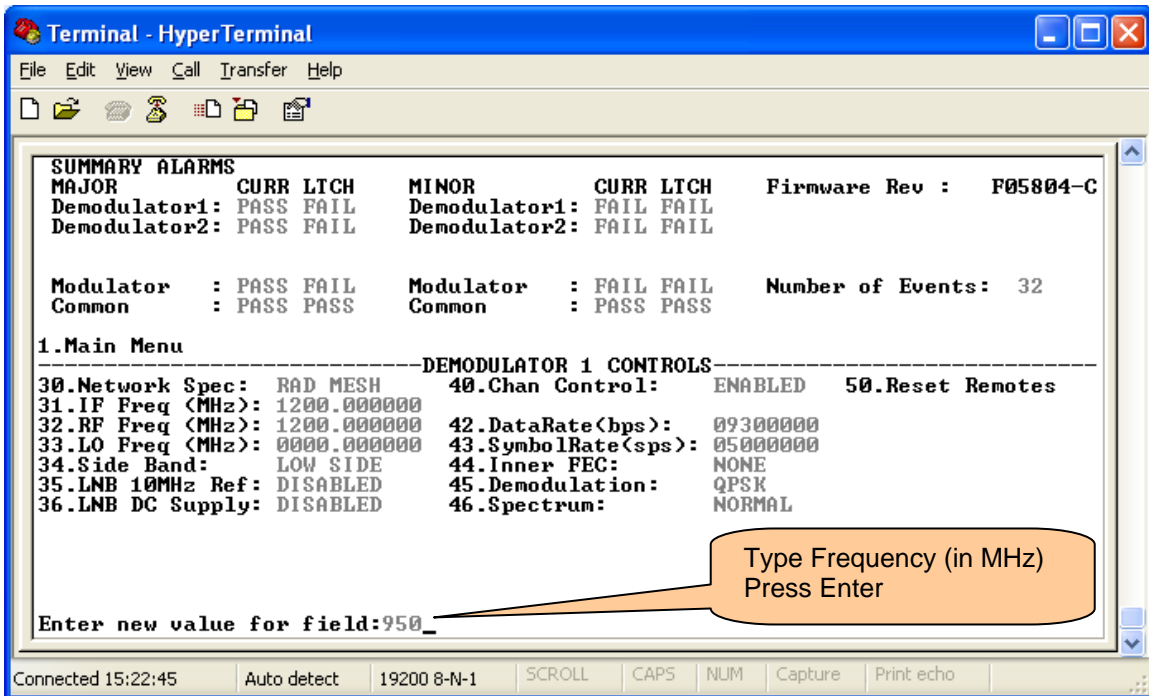 Terminal - HyperTerminal
File Edit View Call Transfer Help
SUMMARY ALARMS
MAJOR CURR LTCH MINOR CURR LTCH Firmware Rev : F05804-C
Demodulator1: PASS FAIL Demodulator1: FAIL FAIL
Demodulator2: PASS FAIL Demodulator2: FAIL FAIL
Modulator : PASS FAIL Modulator : FAIL FAIL Number of Events: 32
Common : PASS PASS Common : PASS PASS
1.Main Menu
DEMODULATOR 1 CONTROLS
30.Network Spec: RAD MESH 40.Chan Control: ENABLED 50.Reset Remotes
31.IF Freq (MHz): 1200.000000
32.RF Freq (MHz): 1200.000000 42.DataRate(bps): 09300000
33.LO Freq (MHz): 0000.000000 43.SymbolRate(sps): 05000000
34.Side Band: LOW SIDE 44.Inner FEC: NONE
35.LNB 10MHz Ref: DISABLED 45.Demodulation: QPSK
36.LNB DC Supply: DISABLED 46.Spectrum: NORMAL
Type Frequency (in MHz)
Press Enter
Enter new value for field:950_
Connected 15:22:45 Auto detect 19200 8-N-1 SCROLL CAPS NUM Capture Print echo